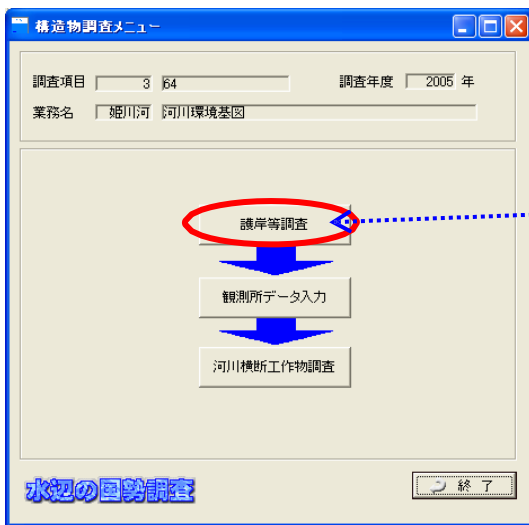 構造物調査メニュー
調査項目 3 64 調査年度 2005 年
業務名 姫川河 河川環境基図
護岸等調査
観測所データ入力
河川横断工作物調査
水辺の国勢調査
終 了